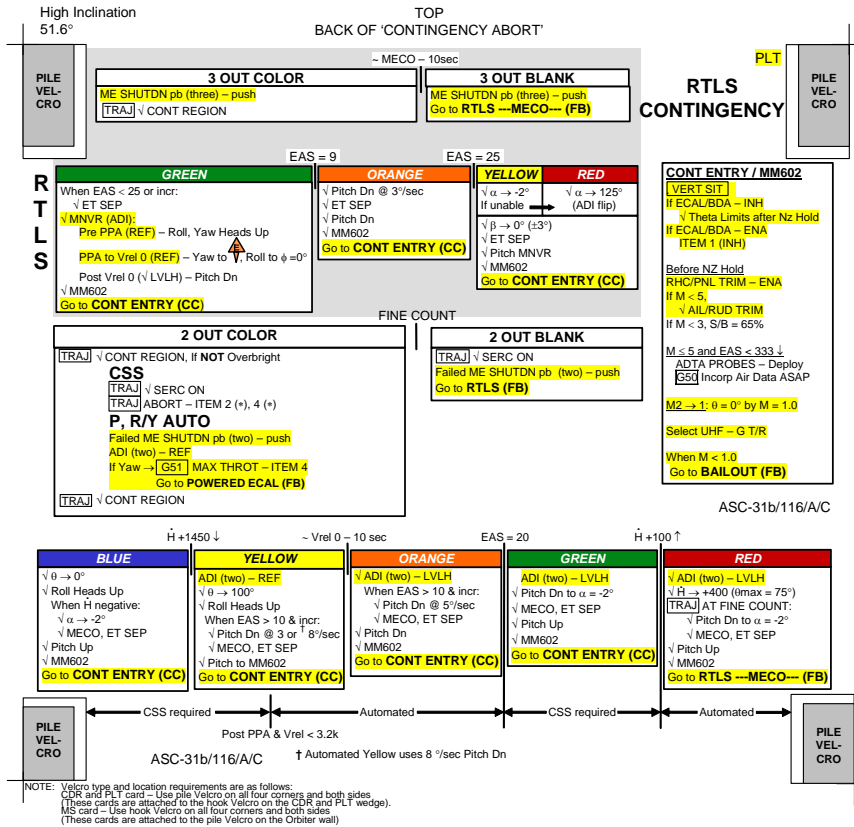 High Inclination
51.6°
TOP
BACK OF 'CONTINGENCY ABORT'
PILE
VEL-
CRO
~ MECO – 10sec
PLT
PILE
VEL-
CRO
3 OUT COLOR
ME SHUTDN pb (three) – push
TRAJ √ CONT REGION
3 OUT BLANK
ME SHUTDN pb (three) – push
Go to RTLS ---MECO--- (FB)
RTLS
CONTINGENCY
R
T
L
S
EAS = 9
EAS = 25
GREEN
When EAS < 25 or incr:
√ ET SEP
√ MNVR (ADI):
Pre PPA (REF) – Roll, Yaw Heads Up
PPA to Vrel 0 (REF) – Yaw to , Roll to ϕ =0°
Post Vrel 0 (√ LVLH) – Pitch Dn
√ MM602
Go to CONT ENTRY (CC)
ORANGE
√ Pitch Dn @ 3°/sec
√ ET SEP
√ Pitch Dn
√ MM602
Go to CONT ENTRY (CC)
YELLOW RED
√ α → -2°
If unable
√ α → 125°
(ADI flip)
√ β → 0° (±3°)
√ ET SEP
√ Pitch MNVR
√ MM602
Go to CONT ENTRY (CC)
CONT ENTRY / MM602
VERT SIT
If ECAL/BDA – INH
√ Theta Limits after Nz Hold
If ECAL/BDA – ENA
ITEM 1 (INH)
Before NZ Hold
RHC/PNL TRIM – ENA
If M < 5,
√ AIL/RUD TRIM
If M < 3, S/B = 65%
M ≤ 5 and EAS < 333 ↓
ADTA PROBES – Deploy
G50 Incorp Air Data ASAP
M2 → 1: θ = 0° by M = 1.0
Select UHF – G T/R
When M < 1.0
Go to BAILOUT (FB)
FINE COUNT
2 OUT COLOR
TRAJ √ CONT REGION, If NOT Overbright
CSS
TRAJ √ SERC ON
TRAJ ABORT – ITEM 2 (∗), 4 (∗)
P, R/Y AUTO
Failed ME SHUTDN pb (two) – push
ADI (two) – REF
If Yaw → G51 MAX THROT – ITEM 4
Go to POWERED ECAL (FB)
TRAJ √ CONT REGION
2 OUT BLANK
TRAJ √ SERC ON
Failed ME SHUTDN pb (two) – push
Go to RTLS (FB)
ASC-31b/116/A/C
Ḣ +1450 ↓
~ Vrel 0 – 10 sec
EAS = 20
Ḣ +100 ↑
BLUE
√ θ → 0°
√ Roll Heads Up
When Ḣ negative:
√ α → -2°
√ MECO, ET SEP
√ Pitch Up
√ MM602
Go to CONT ENTRY (CC)
YELLOW
ADI (two) – REF
√ θ → 100°
√ Roll Heads Up
When EAS > 10 & incr:
√ Pitch Dn @ 3 or † 8°/sec
√ MECO, ET SEP
√ Pitch to MM602
Go to CONT ENTRY (CC)
ORANGE
√ ADI (two) – LVLH
When EAS > 10 & incr:
√ Pitch Dn @ 5°/sec
√ MECO, ET SEP
√ Pitch Dn
√ MM602
Go to CONT ENTRY (CC)
GREEN
ADI (two) – LVLH
√ Pitch Dn to α = -2°
√ MECO, ET SEP
√ Pitch Up
√ MM602
Go to CONT ENTRY (CC)
RED
√ ADI (two) – LVLH
√ Ḣ → +400 (θmax = 75°)
TRAJ AT FINE COUNT:
√ Pitch Dn to α = -2°
√ MECO, ET SEP
√ Pitch Up
√ MM602
Go to RTLS ---MECO--- (FB)
PILE
VEL-
CRO
CSS required
Automated
CSS required
Automated
PILE
VEL-
CRO
Post PPA & Vrel < 3.2k
ASC-31b/116/A/C
† Automated Yellow uses 8 °/sec Pitch Dn
NOTE: Velcro type and location requirements are as follows:
CDR and PLT card – Use pile Velcro on all four corners and both sides
(These cards are attached to the hook Velcro on the CDR and PLT wedge).
MS card – Use hook Velcro on all four corners and both sides
(These cards are attached to the pile Velcro on the Orbiter wall)